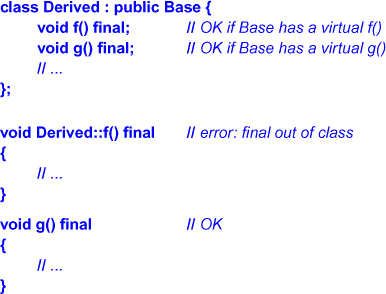 class Derived : public Base {
void f() final; // OK if Base has a virtual f()
void g() final; // OK if Base has a virtual g()
// ...
};
void Derived::f() final // error: final out of class
{
// ...
}
void g() final // OK
{
// ...
}